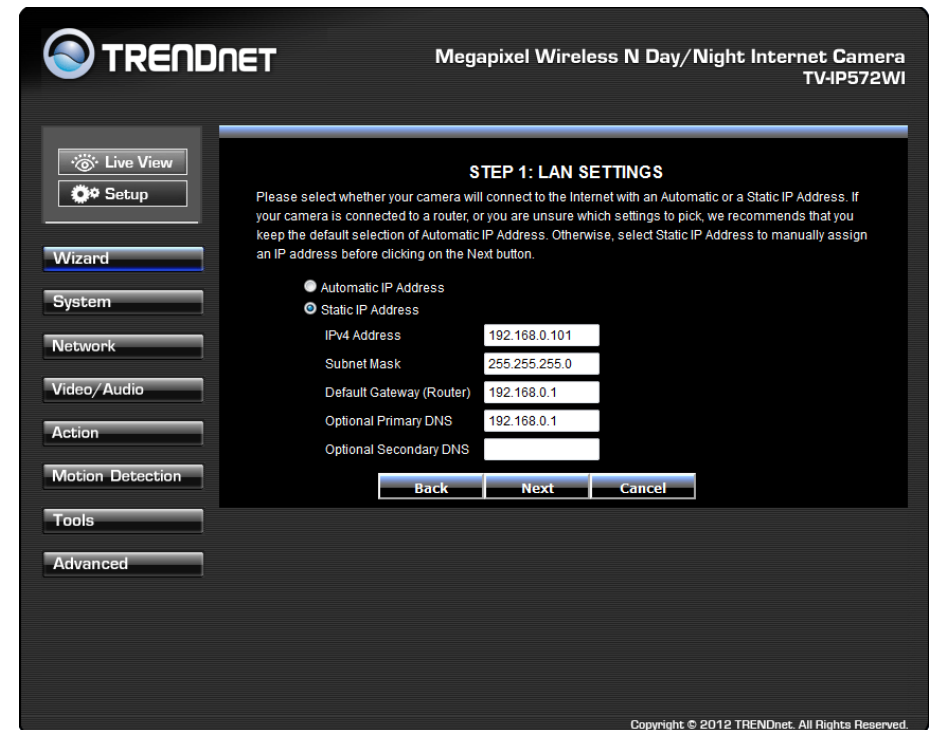 TRENDNET
Megapixel Wireless N Day/Night Internet Camera
TV-IP572WI
Live View
Setup
Wizard
System
Network
Video/Audio
Action
Motion Detection
Tools
Advanced
STEP 1: LAN SETTINGS
Please select whether your camera will connect to the Internet with an Automatic or a Static IP Address. If
your camera is connected to a router, or you are unsure which settings to pick, we recommends that you
keep the default selection of Automatic IP Address. Otherwise, select Static IP Address to manually assign
an IP address before clicking on the Next button.
Automatic IP Address
Static IP Address
IPv4 Address 192.168.0.101
Subnet Mask 255.255.255.0
Default Gateway (Router) 192.168.0.1
Optional Primary DNS 192.168.0.1
Optional Secondary DNS
Back Next Cancel
Copyright © 2012 TRENDnet. All Rights Reserved.